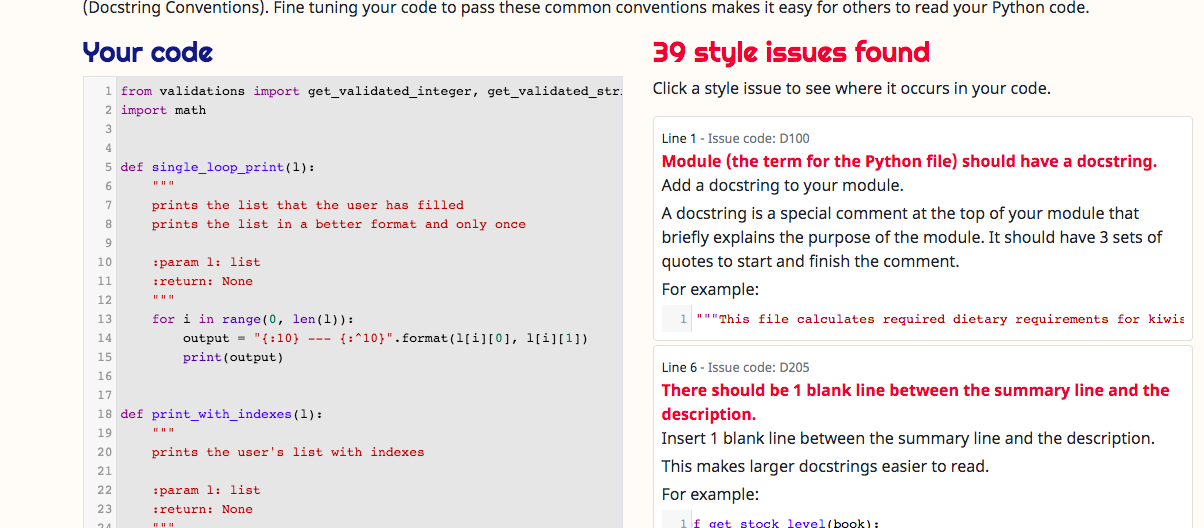 (Docstring Conventions). Fine tuning your code to pass these common conventions makes it easy for others to read your Python code.
Your code
1 from validations import get_validated_integer, get_validated_stri
2 import math
3
4
5 def single_loop_print(l):
6 """
7 prints the list that the user has filled
8 prints the list in a better format and only once
9
10 :param l: list
11 :return: None
12 """
13 for i in range(0, len(l)):
14 output = "{:10} --- {:^10}".format(l[i][0], l[i][1])
15 print(output)
16
17
18 def print_with_indexes(l):
19 """
20 prints the user's list with indexes
21
22 :param l: list
23 :return: None
24 """
39 style issues found
Click a style issue to see where it occurs in your code.
Line 1 - Issue code: D100
Module (the term for the Python file) should have a docstring.
Add a docstring to your module.
A docstring is a special comment at the top of your module that
briefly explains the purpose of the module. It should have 3 sets of
quotes to start and finish the comment.
For example:
1 """This file calculates required dietary requirements for kiwis
Line 6 - Issue code: D205
There should be 1 blank line between the summary line and the
description.
Insert 1 blank line between the summary line and the description.
This makes larger docstrings easier to read.
For example:
1 f get_stock_level(book):